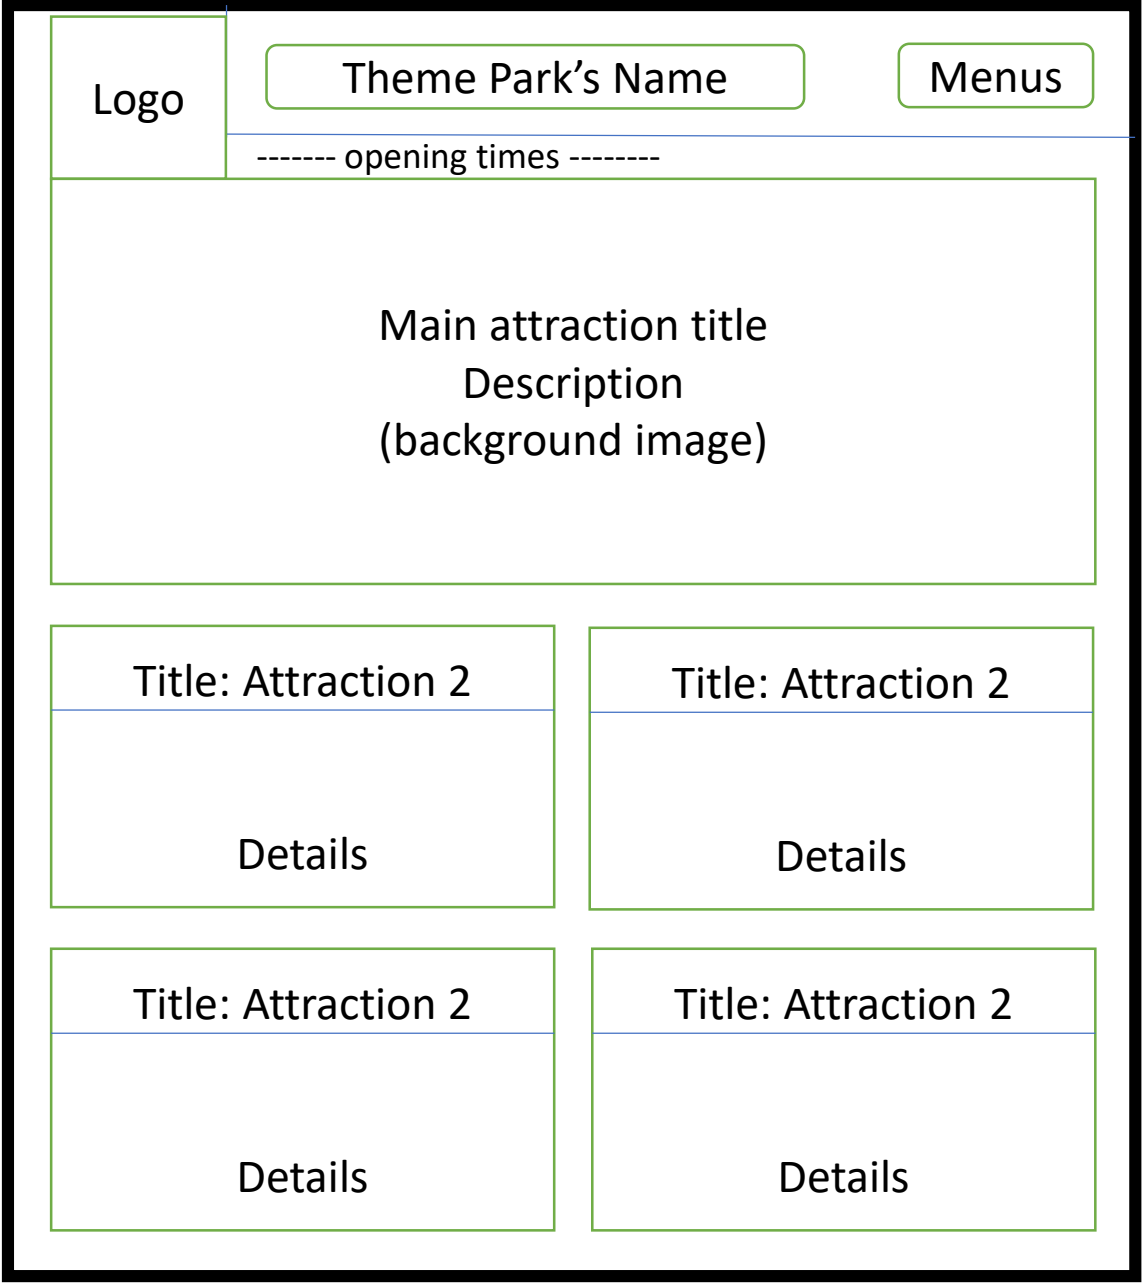 Logo
Theme Park’s Name
Menus
------- opening times --------
Main attraction title
Description
(background image)
Title: Attraction 2
Title: Attraction 2
Details
Details
Title: Attraction 2
Title: Attraction 2
Details
Details